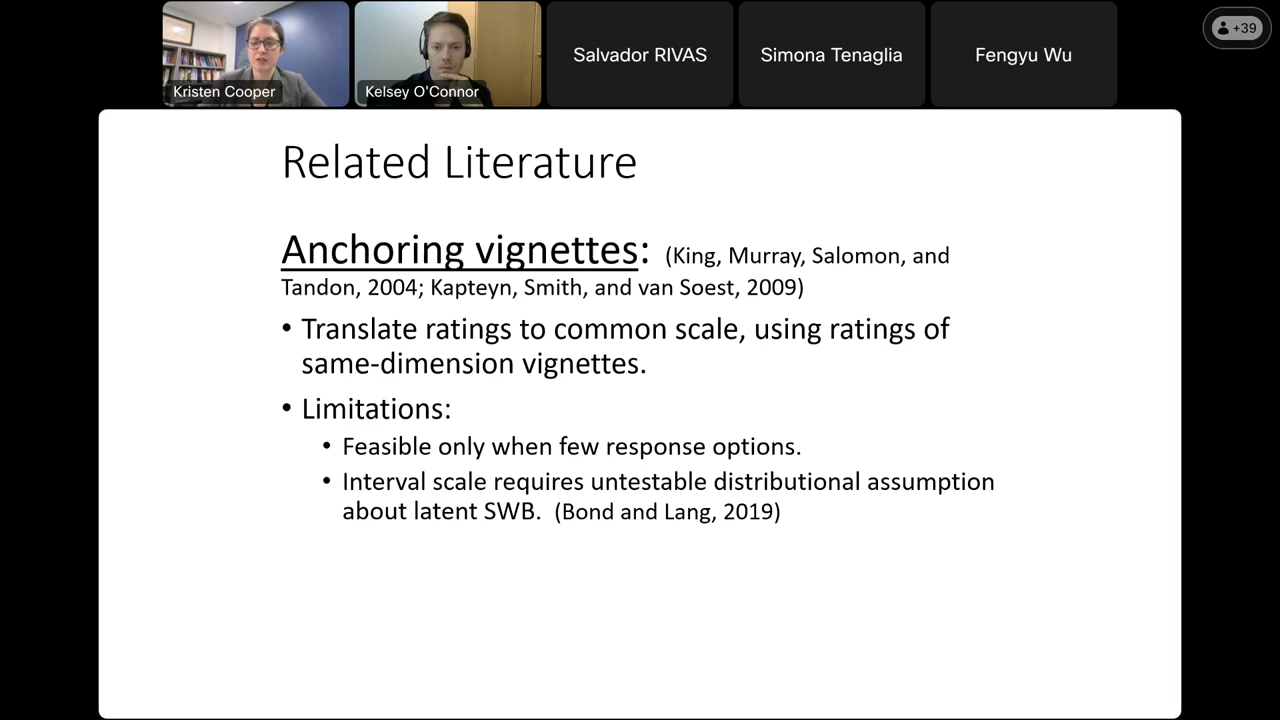 Kristen Cooper
Kelsey O'Connor
Salvador RIVAS
Simona Tenaglia
Fengyu Wu
+39
Related Literature
Anchoring vignettes: (King, Murray, Salomon, and
Tandon, 2004; Kapteyn, Smith, and van Soest, 2009)
• Translate ratings to common scale, using ratings of
same-dimension vignettes.
• Limitations:
• Feasible only when few response options.
• Interval scale requires untestable distributional assumption
about latent SWB. (Bond and Lang, 2019)